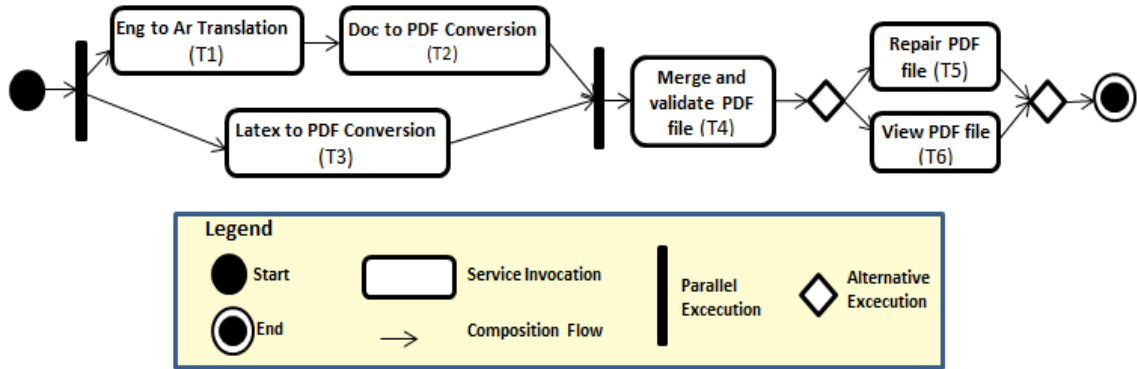 Eng to Ar Translation
(T1)
Doc to PDF Conversion
(T2)
Latex to PDF Conversion
(T3)
Merge and
validate PDF
file (T4)
Repair PDF
file (T5)
View PDF file
(T6)
Legend
Start
End
Service Invocation
Composition Flow
Parallel
Excecution
Alternative
Excecution